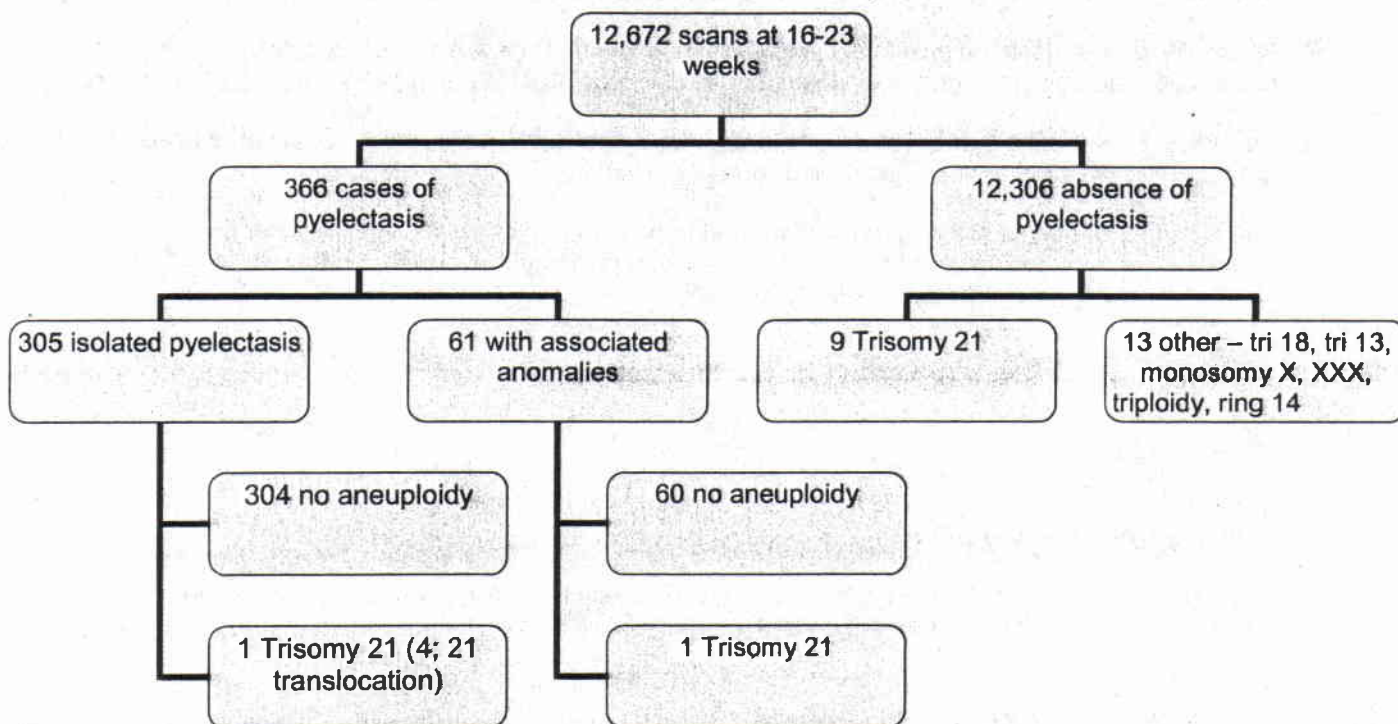 12,672 scans at 16-23
weeks
366 cases of
pyelectasis
12,306 absence of
pyelectasis
305 isolated pyelectasis
61 with associated
anomalies
9 Trisomy 21
13 other – tri 18, tri 13,
monosomy X, XXX,
triploidy, ring 14
304 no aneuploidy
60 no aneuploidy
1 Trisomy 21 (4; 21
translocation)
1 Trisomy 21